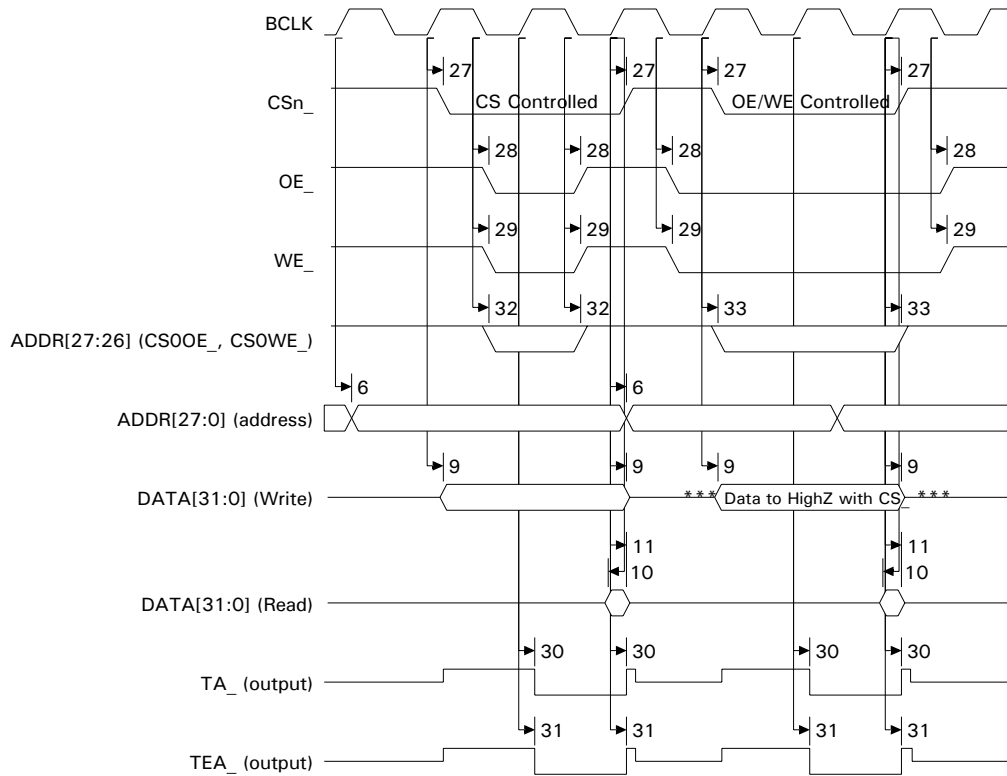 BCLK
27 27 27 27
CSn_ CS Controlled OE/WE Controlled
28 28 28 28
OE_
29 29 29 29
WE_
32 32 33 33
ADDR[27:26] (CS0OE_, CS0WE_)
6 6
ADDR[27:0] (address)
9 9 9 9
DATA[31:0] (Write) *** Data to HighZ with CS_ ***
11 11
10 10
DATA[31:0] (Read)
30 30 30 30
TA_ (output)
31 31 31 31
TEA_ (output)